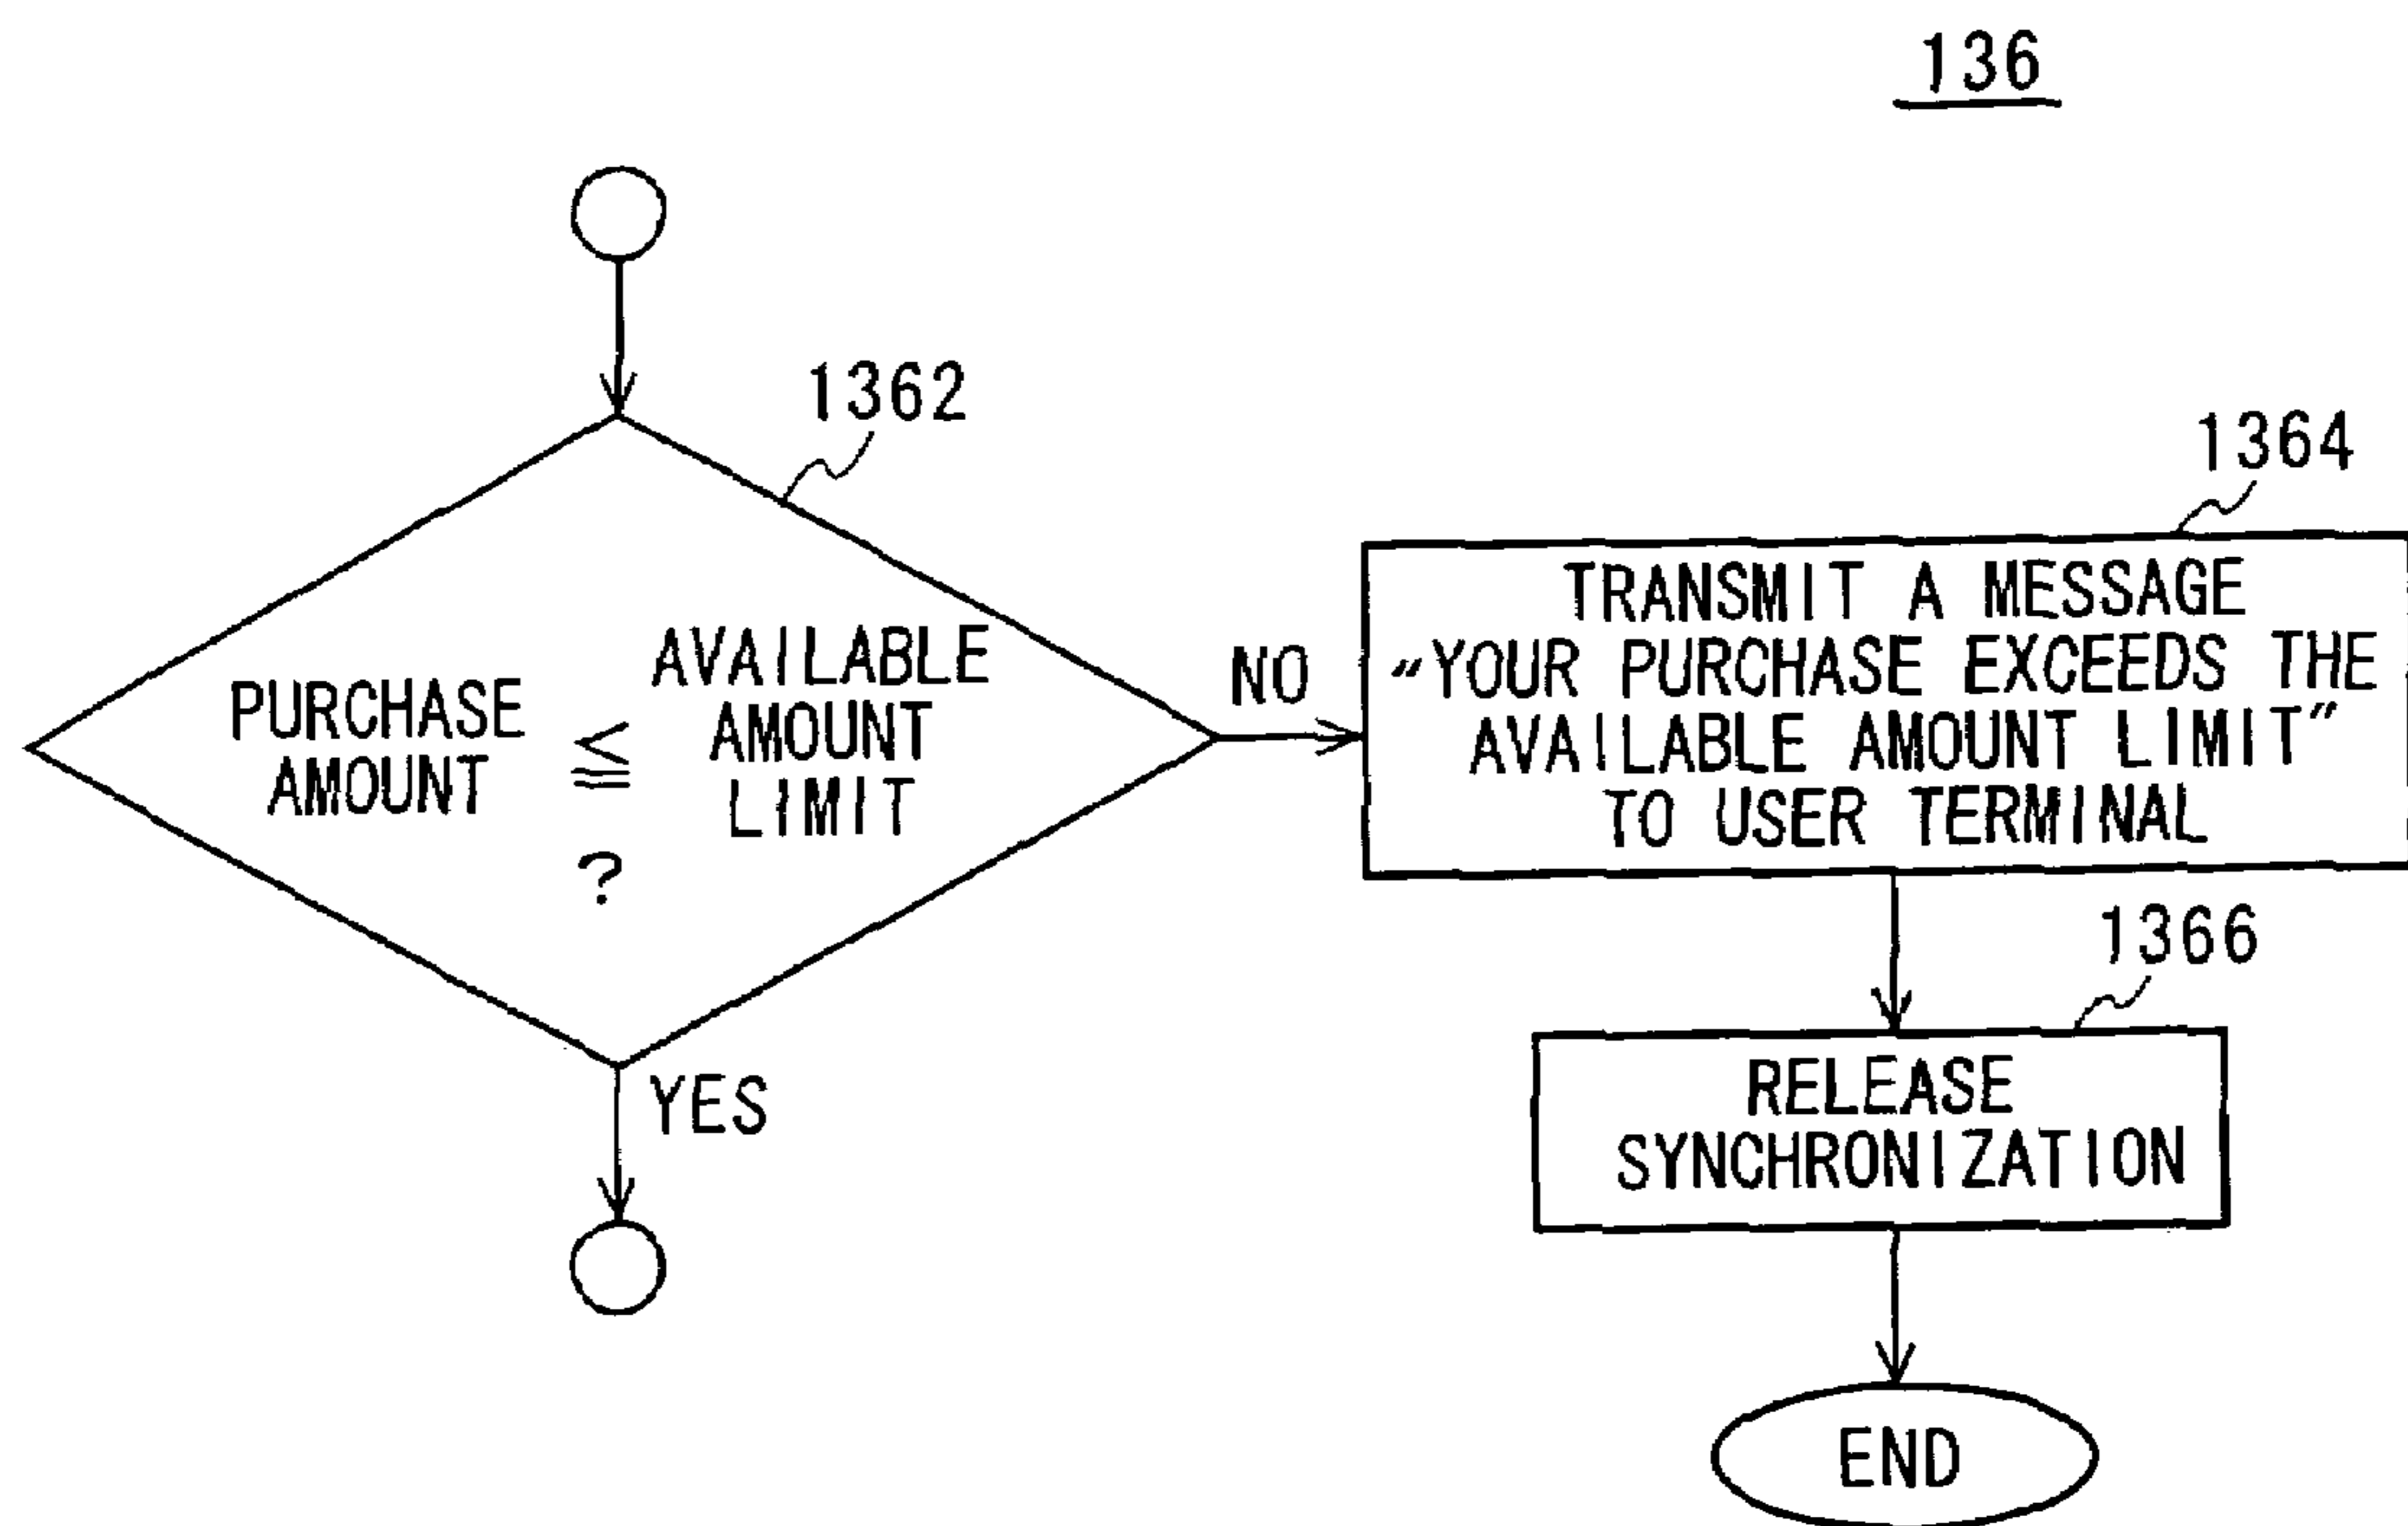 136
1362
PURCHASE
AMOUNT
≦
AVAILABLE
AMOUNT
LIMIT
?
NO
YES
1364
TRANSMIT A MESSAGE
"YOUR PURCHASE EXCEEDS THE
AVAILABLE AMOUNT LIMIT"
TO USER TERMINAL
1366
RELEASE
SYNCHRONIZATION
END